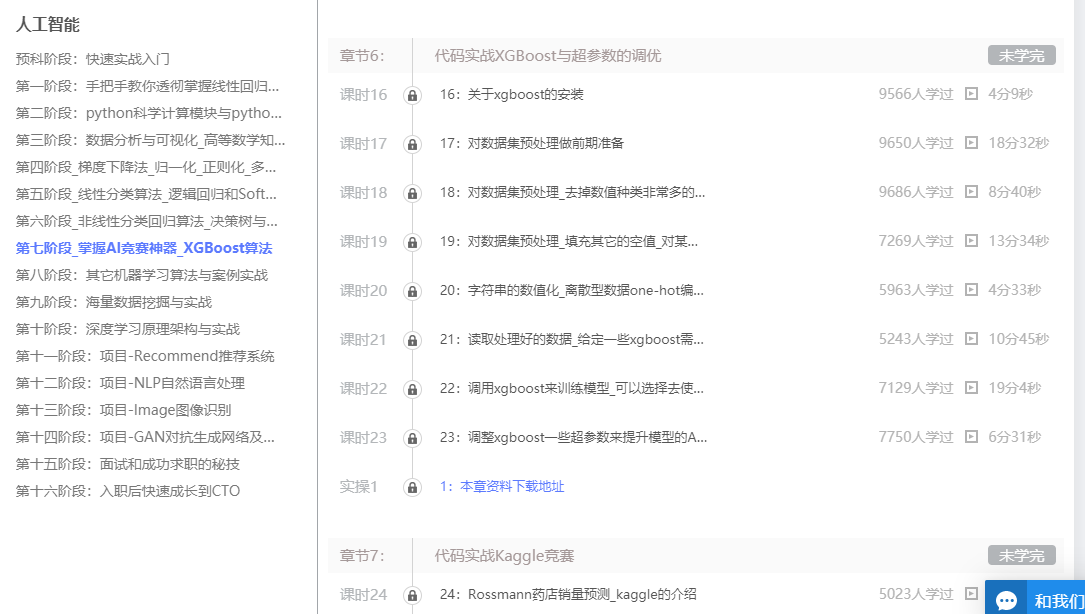 人工智能
预科阶段：快速实战入门
第一阶段：手把手教你透彻掌握线性回归...
第二阶段：python科学计算模块与pytho...
第三阶段：数据分析与可视化_高等数学知...
第四阶段_梯度下降法_归一化_正则化_多...
第五阶段_线性分类算法_逻辑回归和Soft...
第六阶段_非线性分类回归算法_决策树与...
第七阶段_掌握AI竞赛神器_XGBoost算法
第八阶段：其它机器学习算法与案例实战
第九阶段：海量数据挖掘与实战
第十阶段：深度学习原理架构与实战
第十一阶段：项目-Recommend推荐系统
第十二阶段：项目-NLP自然语言处理
第十三阶段：项目-Image图像识别
第十四阶段：项目-GAN对抗生成网络及...
第十五阶段：面试和成功求职的秘技
第十六阶段：入职后快速成长到CTO
章节6： 代码实战XGBoost与超参数的调优 未学完
课时16 16：关于xgboost的安装 9566人学过 4分9秒
课时17 17：对数据集预处理做前期准备 9650人学过 18分32秒
课时18 18：对数据集预处理_去掉数值种类非常多的... 9686人学过 8分40秒
课时19 19：对数据集预处理_填充其它的空值_对某... 7269人学过 13分34秒
课时20 20：字符串的数值化_离散型数据one-hot编... 5963人学过 4分33秒
课时21 21：读取处理好的数据_给定一些xgboost需... 5243人学过 10分45秒
课时22 22：调用xgboost来训练模型_可以选择去使... 7129人学过 19分4秒
课时23 23：调整xgboost一些超参数来提升模型的A... 7750人学过 6分31秒
实操1 1：本章资料下载地址
章节7： 代码实战Kaggle竞赛 未学完
课时24 24：Rossmann药店销量预测_kaggle的介绍 5023人学过
和我们